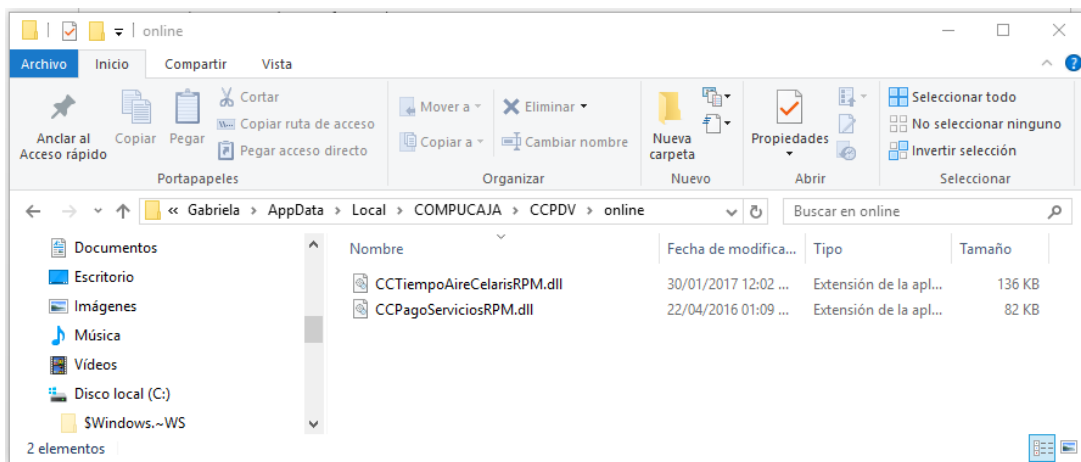 online
Archivo Inicio Compartir Vista
Anclar al Acceso rápido
Copiar
Pegar
Cortar
Copiar ruta de acceso
Pegar acceso directo
Portapapeles
Mover a
Copiar a
Eliminar
Cambiar nombre
Organizar
Nueva carpeta
Nuevo
Propiedades
Abrir
Seleccionar todo
No seleccionar ninguno
Invertir selección
Seleccionar
« Gabriela > AppData > Local > COMPUCAJA > CCPDV > online
Buscar en online
Documentos
Escritorio
Imágenes
Música
Vídeos
Disco local (C:)
$Windows.~WS
Nombre Fecha de modifica... Tipo Tamaño
CCTiempoAireCelarisRPM.dll 30/01/2017 12:02 ... Extensión de la apl... 136 KB
CCPagoServiciosRPM.dll 22/04/2016 01:09 ... Extensión de la apl... 82 KB
2 elementos